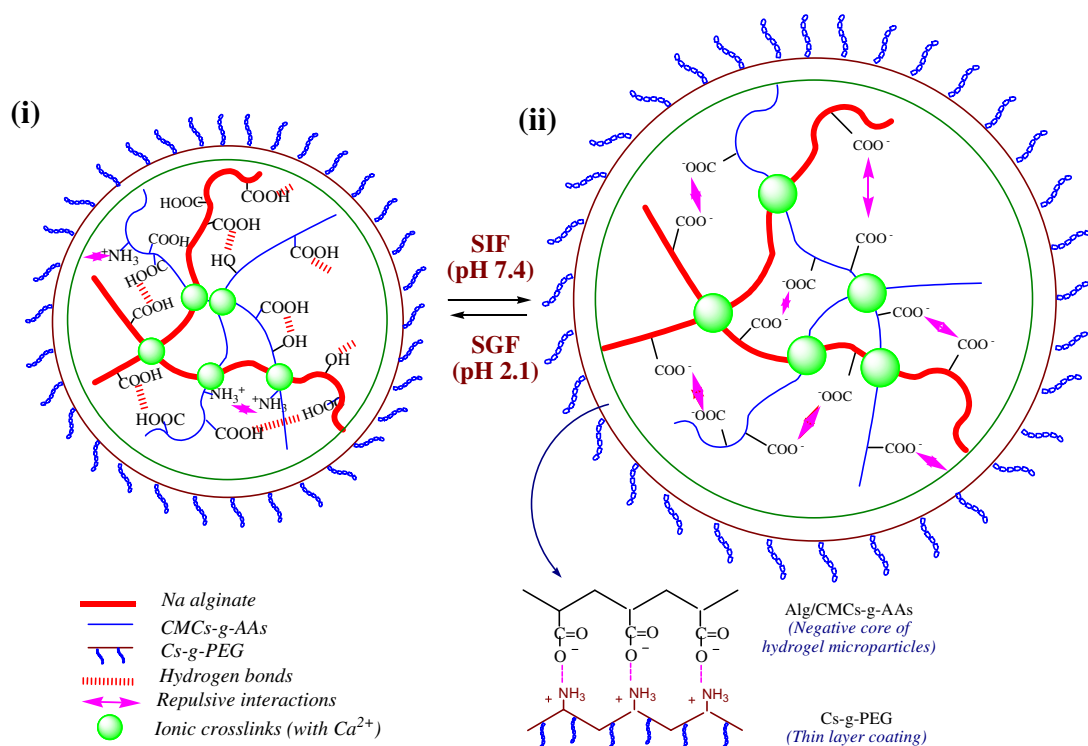 (i)
HOOC
COOH
COOH
COOH
+NH₃
HOOC
HO
COOH
COOH
COOH
OH
OH
COOH
NH₃⁺
⁺NH₃
HOOC
HOOC
COOH
SIF
(pH 7.4)
SGF
(pH 2.1)
(ii)
COO⁻
⁻OOC
COO⁻
COO⁻
⁻OOC
COO⁻
COO⁻
COO⁻
COO⁻
⁻OOC
⁻OOC
COO⁻
COO⁻
Na alginate
CMCs-g-AAs
Cs-g-PEG
Hydrogen bonds
Repulsive interactions
Ionic crosslinks (with Ca²⁺)
C=O C=O C=O
O⁻ O⁻ O⁻
+ NH₃ + NH₃ + NH₃
Alg/CMCs-g-AAs
(Negative core of
hydrogel microparticles)
Cs-g-PEG
(Thin layer coating)